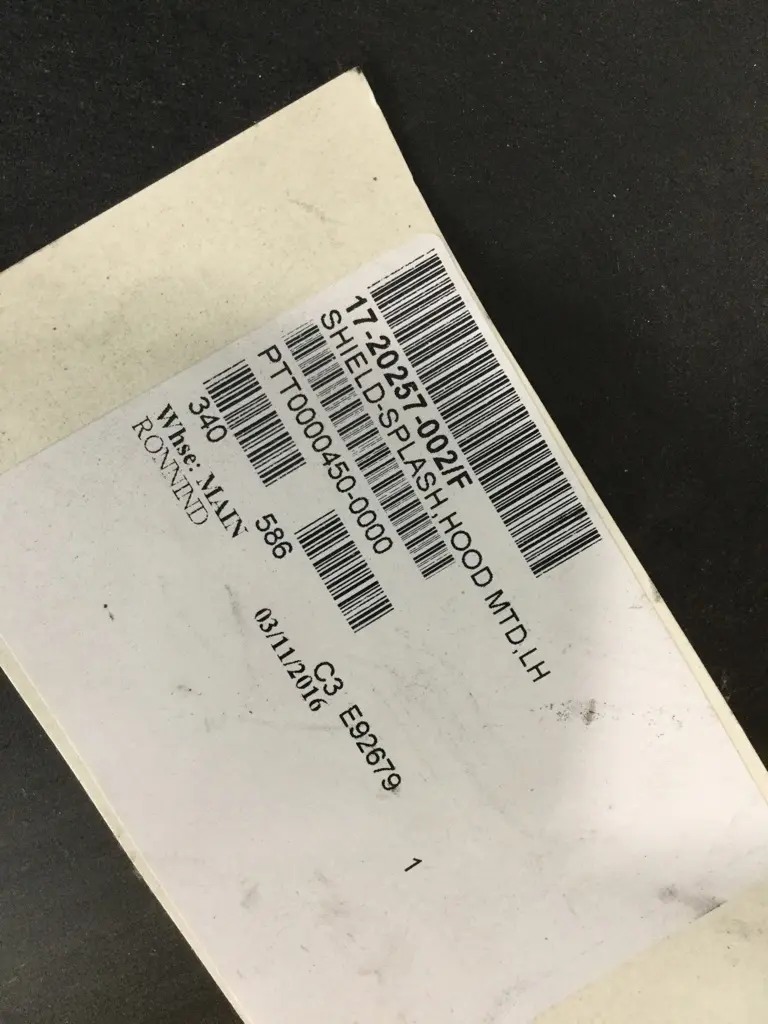 17-20257-002/F
SHIELD-SPLASH,HOOD MTD,LH
PTT0000450-0000
340 586 C3 E92679 1
Whse: MAIN 03/11/2016
RONNIND